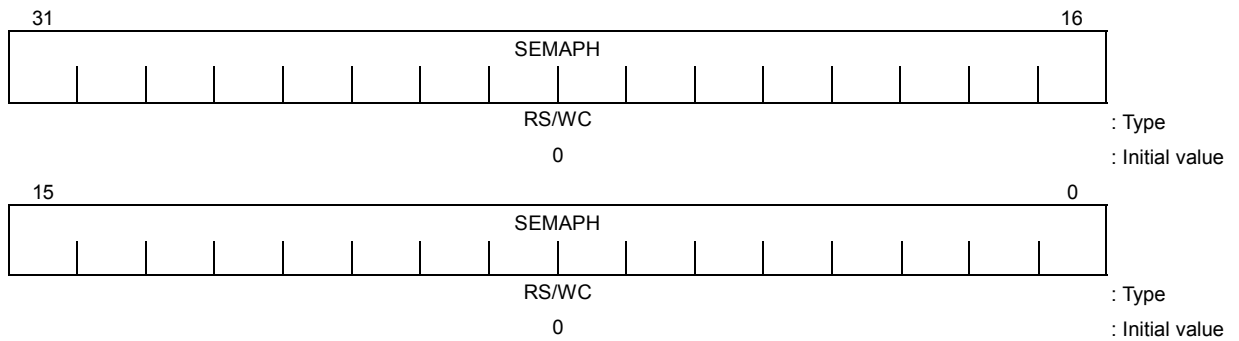 31 16
SEMAPH
RS/WC : Type
0 : Initial value
15 0
SEMAPH
RS/WC : Type
0 : Initial value